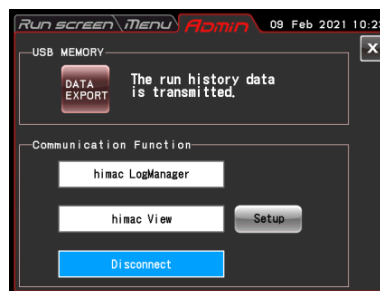 Run screen Menu Admin 09 Feb 2021 10:2
X
USB MEMORY
DATA
EXPORT
The run history data
is transmitted.
Communication Function
himac LogManager
himac View
Setup
Disconnect